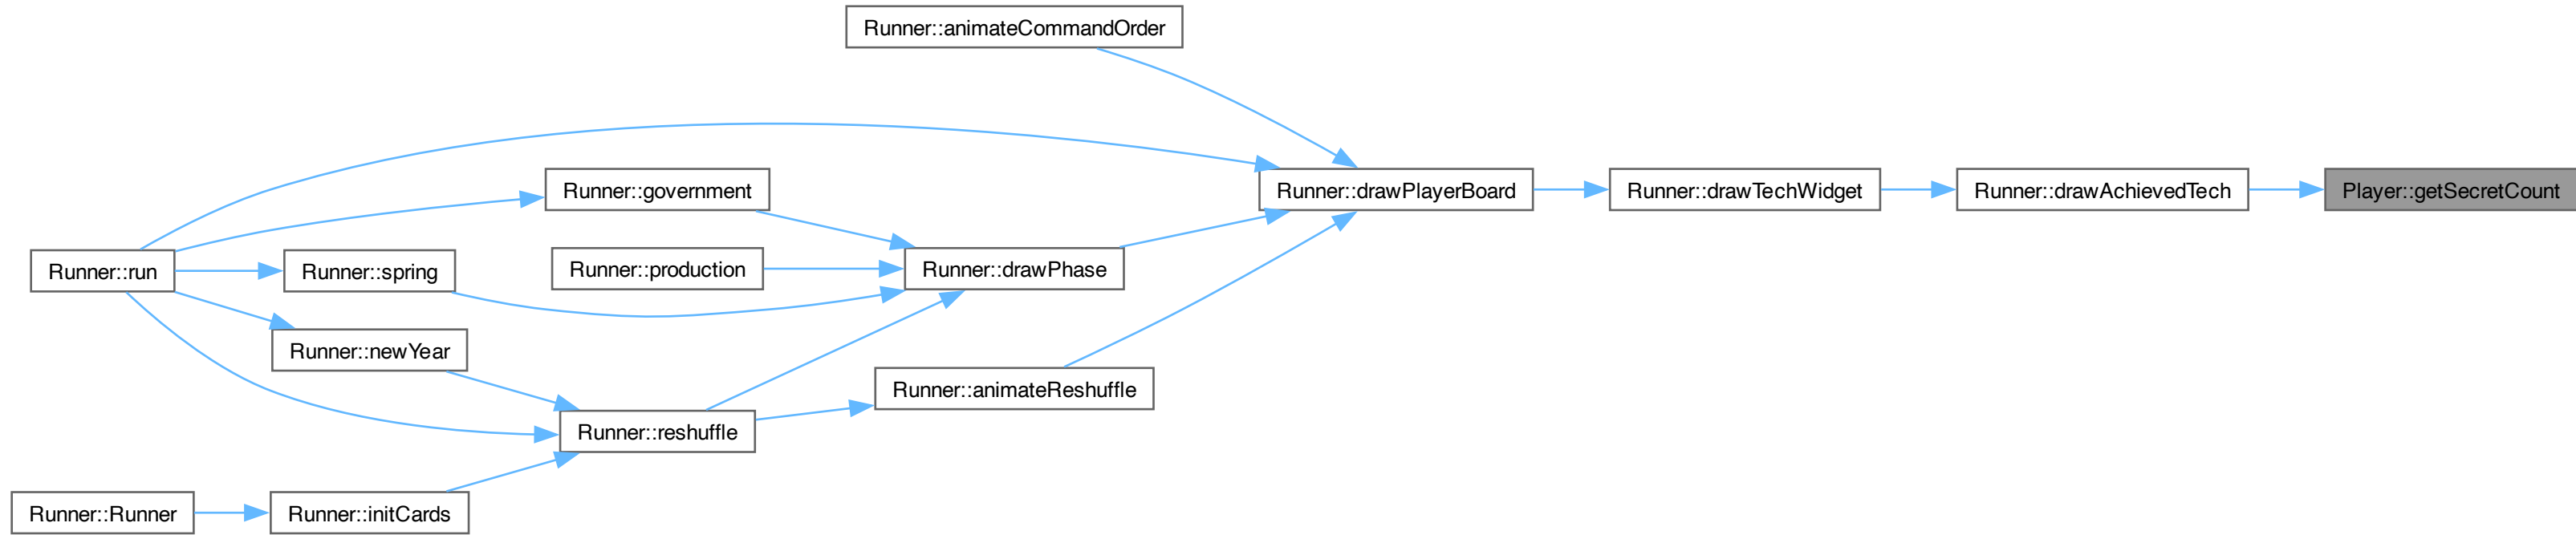 Runner::animateCommandOrder
Runner::government
Runner::drawPlayerBoard
Runner::drawTechWidget
Runner::drawAchievedTech
Player::getSecretCount
Runner::run
Runner::spring
Runner::production
Runner::drawPhase
Runner::newYear
Runner::animateReshuffle
Runner::reshuffle
Runner::Runner
Runner::initCards